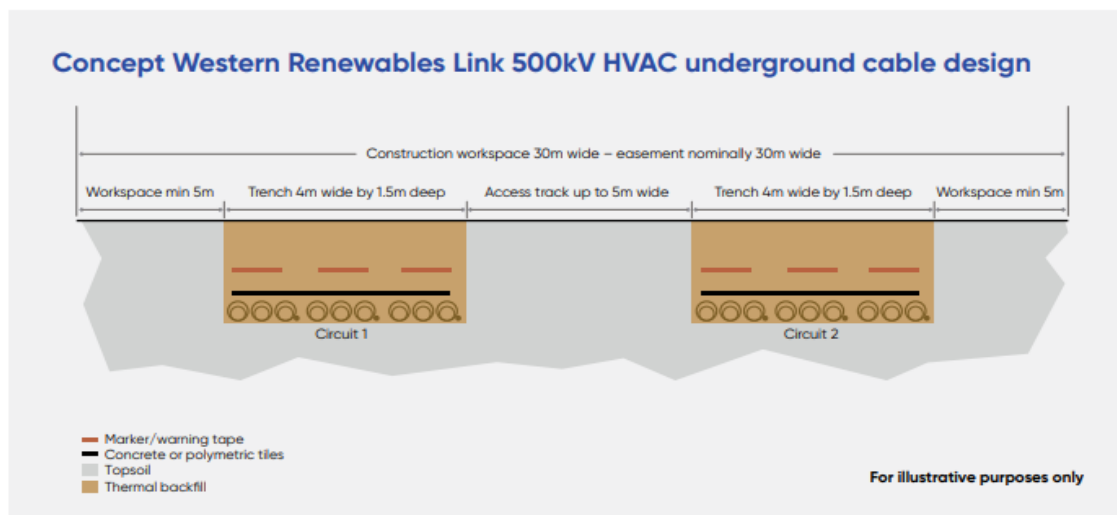 Concept Western Renewables Link 500kV HVAC underground cable design
Construction workspace 30m wide – easement nominally 30m wide
Workspace min 5m
Trench 4m wide by 1.5m deep
Access track up to 5m wide
Trench 4m wide by 1.5m deep
Workspace min 5m
Circuit 1
Circuit 2
Marker/warning tape
Concrete or polymetric tiles
Topsoil
Thermal backfill
For illustrative purposes only